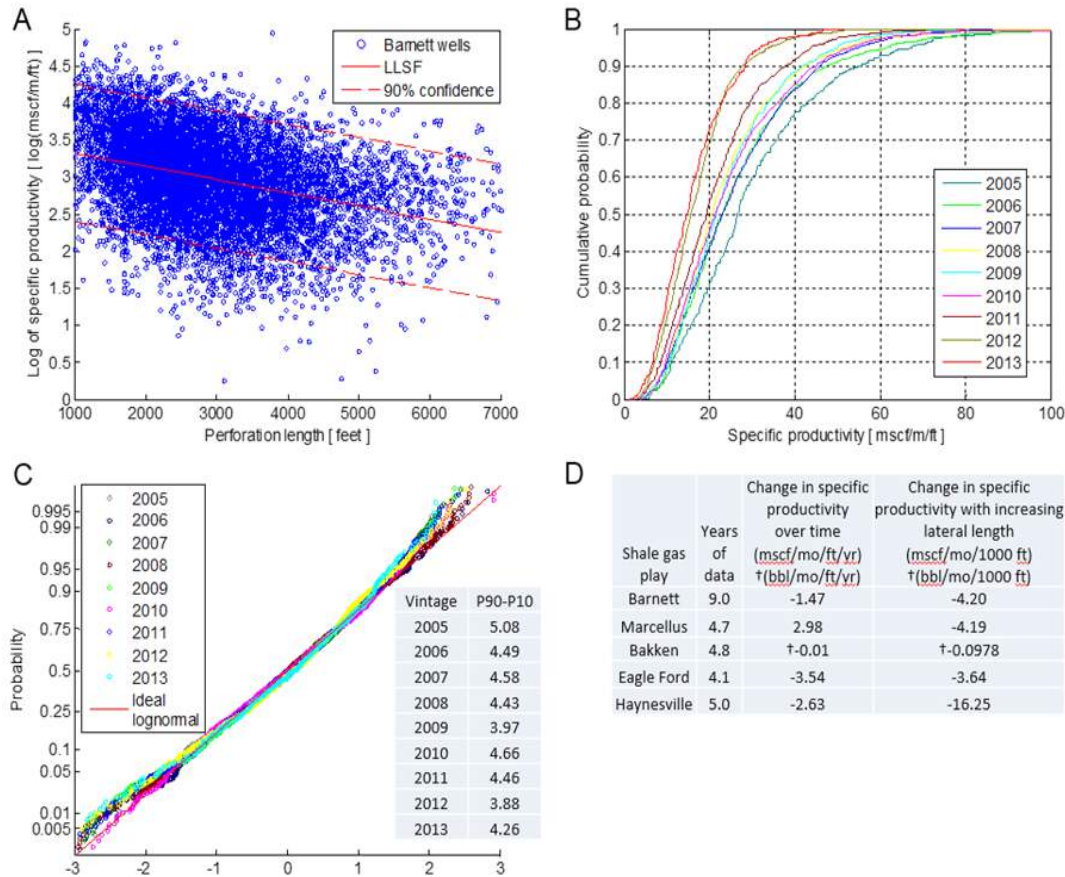 A
Log of specific productivity [ log(mscf/m/ft) ]
5
4.5
4
3.5
3
2.5
2
1.5
1
0.5
0
1000 2000 3000 4000 5000 6000 7000
Perforation length [ feet ]
Barnett wells
LLSF
90% confidence
B
Cumulative probability
1
0.9
0.8
0.7
0.6
0.5
0.4
0.3
0.2
0.1
0 20 40 60 80 100
Specific productivity [ mscf/m/ft ]
2005
2006
2007
2008
2009
2010
2011
2012
2013
C
Probability
0.995
0.99
0.95
0.9
0.75
0.5
0.25
0.1
0.05
0.01
0.005
-3 -2 -1 0 1 2 3
2005
2006
2007
2008
2009
2010
2011
2012
2013
Ideal
lognormal
Vintage P90-P10
2005 5.08
2006 4.49
2007 4.58
2008 4.43
2009 3.97
2010 4.66
2011 4.46
2012 3.88
2013 4.26
D
Shale gas play
Years of data
Change in specific
productivity
over time
(mscf/mo/ft/yr)
†(bbl/mo/ft/yr)
Change in specific
productivity with increasing
lateral length
(mscf/mo/1000 ft)
†(bbl/mo/1000 ft)
Barnett 9.0 -1.47 -4.20
Marcellus 4.7 2.98 -4.19
Bakken 4.8 †-0.01 †-0.0978
Eagle Ford 4.1 -3.54 -3.64
Haynesville 5.0 -2.63 -16.25